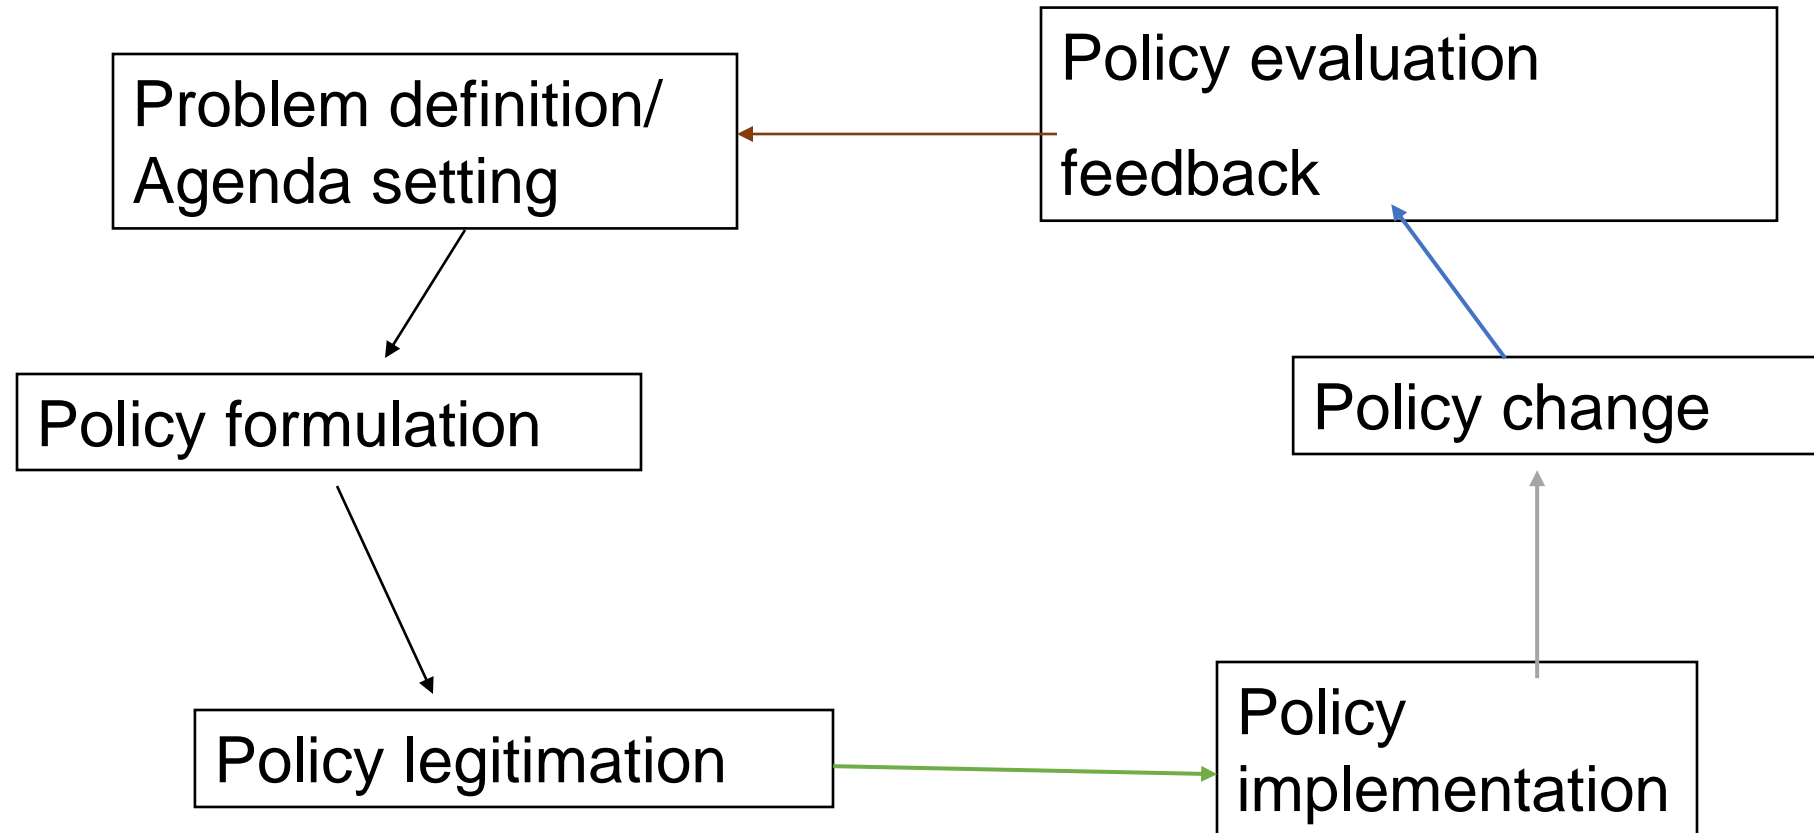 Problem definition/
Agenda setting
Policy evaluation
feedback
Policy formulation
Policy change
Policy legitimation
Policy
implementation